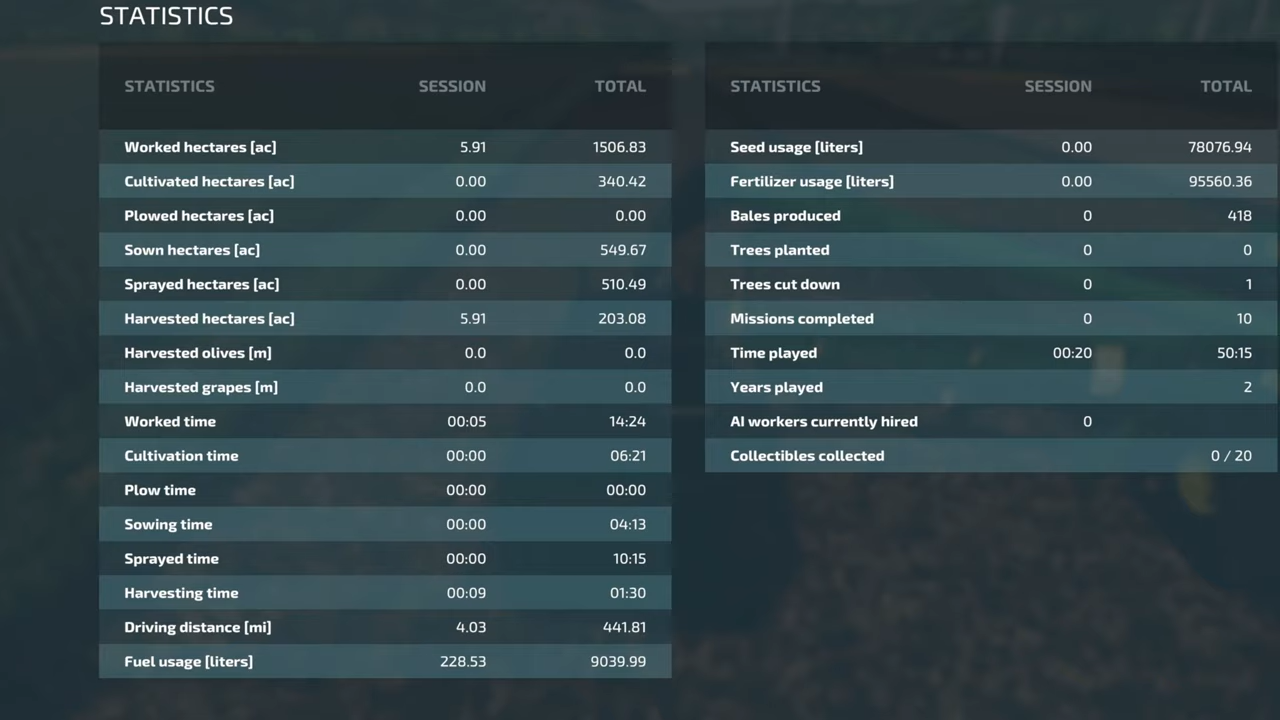 STATISTICS
STATISTICS SESSION TOTAL
Worked hectares [ac] 5.91 1506.83
Cultivated hectares [ac] 0.00 340.42
Plowed hectares [ac] 0.00 0.00
Sown hectares [ac] 0.00 549.67
Sprayed hectares [ac] 0.00 510.49
Harvested hectares [ac] 5.91 203.08
Harvested olives [m] 0.0 0.0
Harvested grapes [m] 0.0 0.0
Worked time 00:05 14:24
Cultivation time 00:00 06:21
Plow time 00:00 00:00
Sowing time 00:00 04:13
Sprayed time 00:00 10:15
Harvesting time 00:09 01:30
Driving distance [mi] 4.03 441.81
Fuel usage [liters] 228.53 9039.99
STATISTICS SESSION TOTAL
Seed usage [liters] 0.00 78076.94
Fertilizer usage [liters] 0.00 95560.36
Bales produced 0 418
Trees planted 0 0
Trees cut down 0 1
Missions completed 0 10
Time played 00:20 50:15
Years played 2
AI workers currently hired 0
Collectibles collected 0 / 20